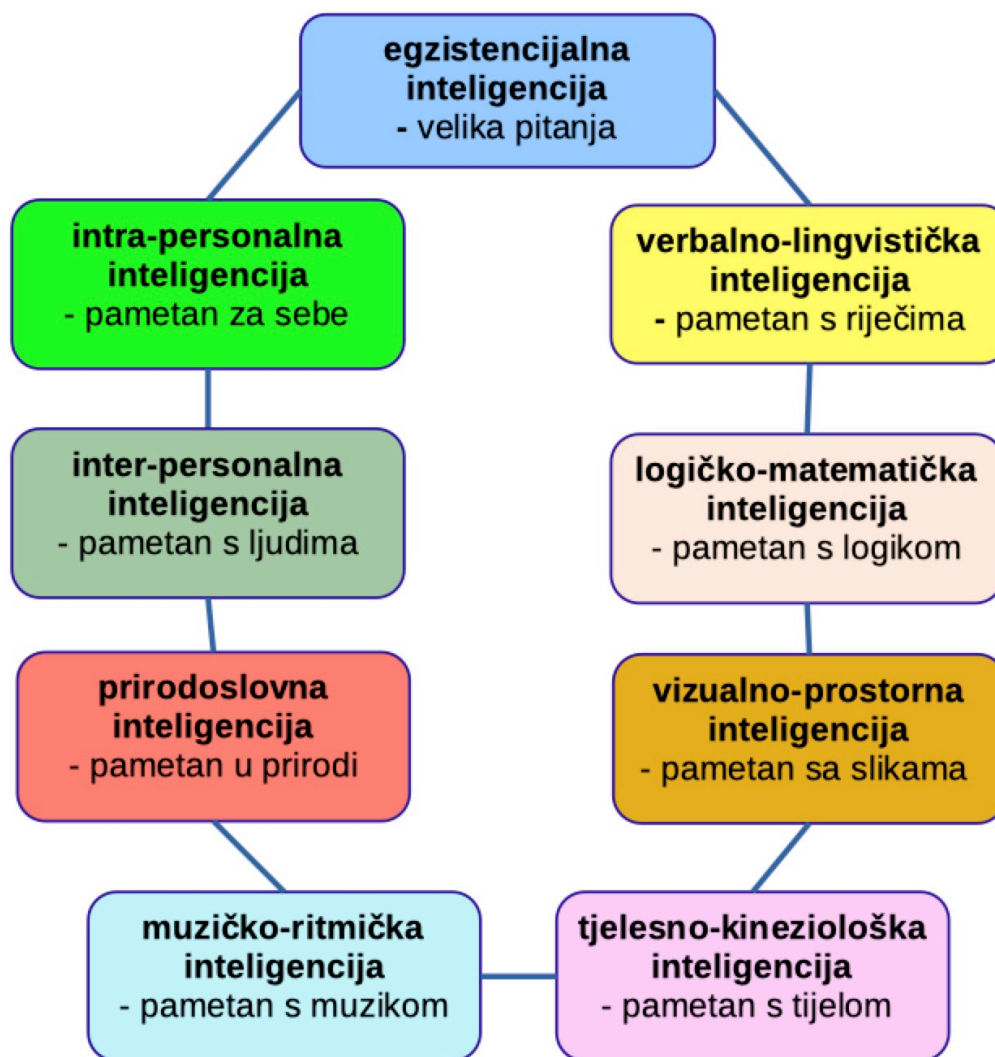 egzistencijalna
inteligencija
- velika pitanja
intra-personalna
inteligencija
- pametan za sebe
verbalno-lingvistička
inteligencija
- pametan s riječima
inter-personalna
inteligencija
- pametan s ljudima
logičko-matematička
inteligencija
- pametan s logikom
prirodoslovna
inteligencija
- pametan u prirodi
vizualno-prostorna
inteligencija
- pametan sa slikama
muzičko-ritmička
inteligencija
- pametan s muzikom
tjelesno-kineziološka
inteligencija
- pametan s tijelom